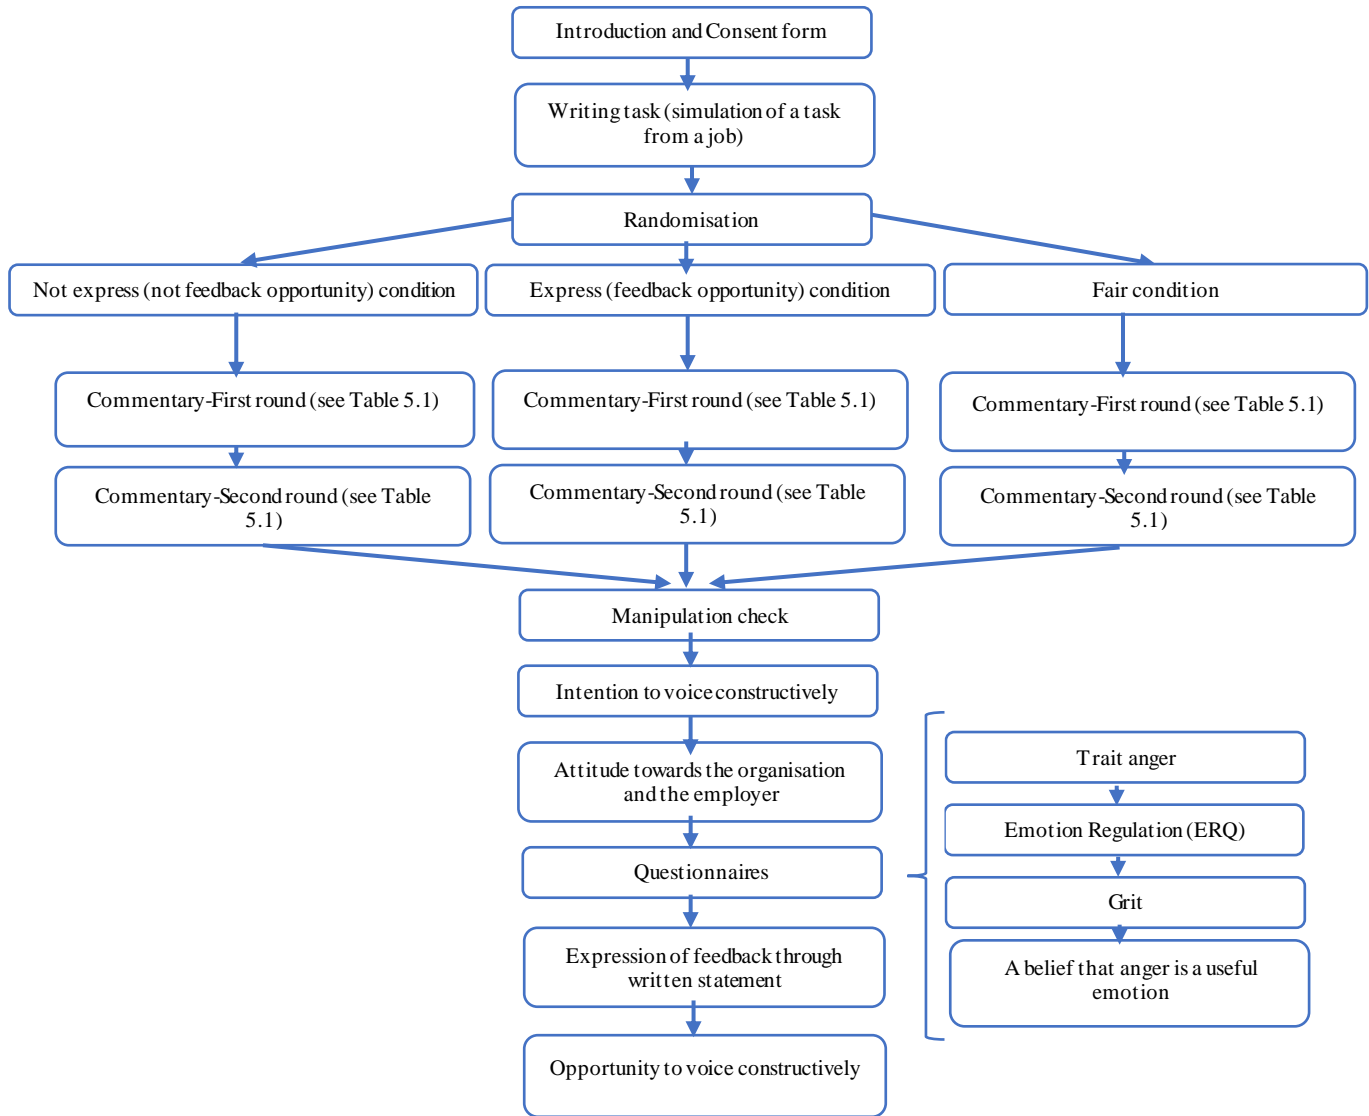 Introduction and Consent form
Writing task (simulation of a task
from a job)
Randomisation
Not express (not feedback opportunity) condition
Express (feedback opportunity) condition
Fair condition
Commentary-First round (see Table 5.1)
Commentary-First round (see Table 5.1)
Commentary-First round (see Table 5.1)
Commentary-Second round (see Table
5.1)
Commentary-Second round (see Table
5.1)
Commentary-Second round (see Table
5.1)
Manipulation check
Intention to voice constructively
Attitude towards the organisation
and the employer
Questionnaires
Trait anger
Emotion Regulation (ERQ)
Grit
A belief that anger is a useful
emotion
Expression of feedback through
written statement
Opportunity to voice constructively